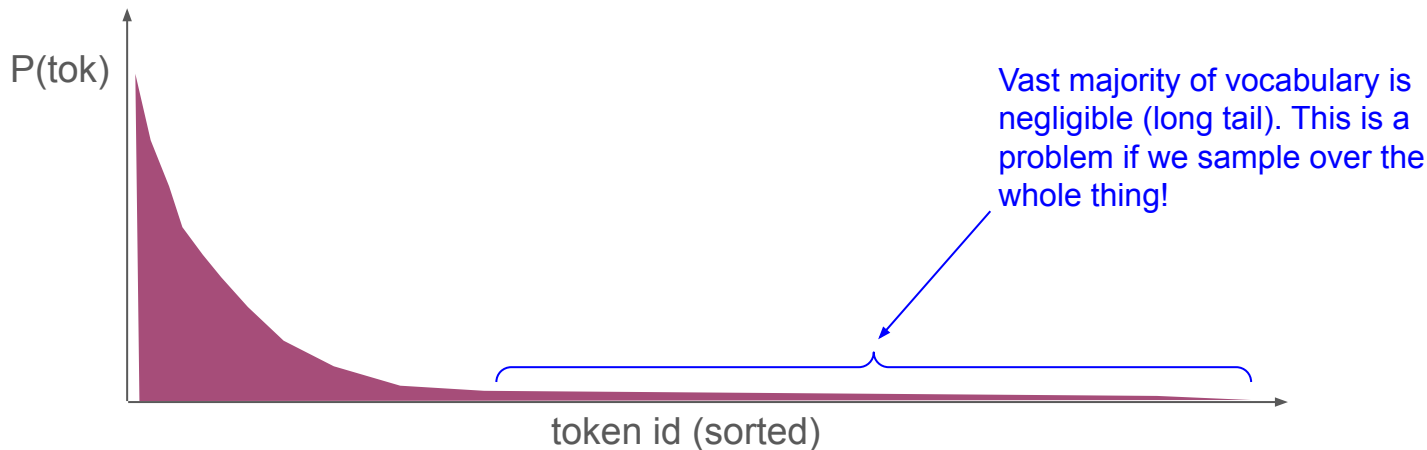 P(tok)
Vast majority of vocabulary is
negligible (long tail). This is a
problem if we sample over the
whole thing!
token id (sorted)